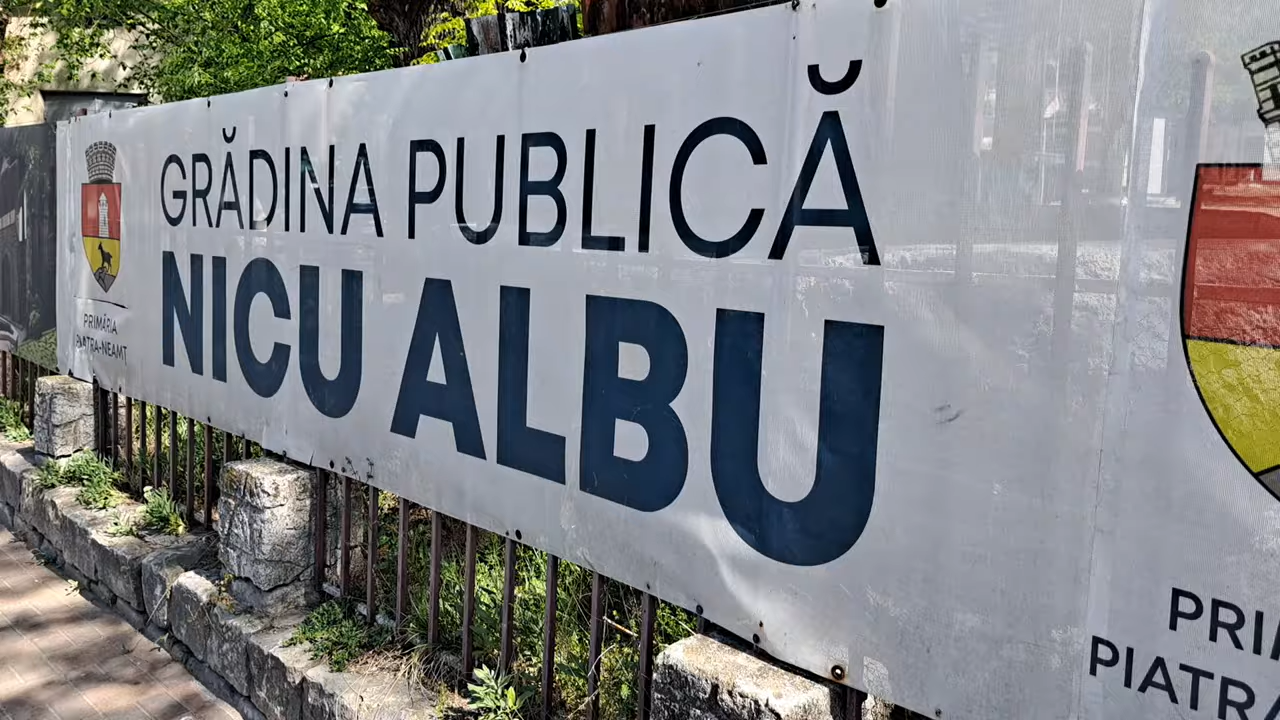 GRĂDINA PUBLICĂ
NICU ALBU
PRIMĂRIA
PIATRA-NEAMȚ
PRI
PIATRA